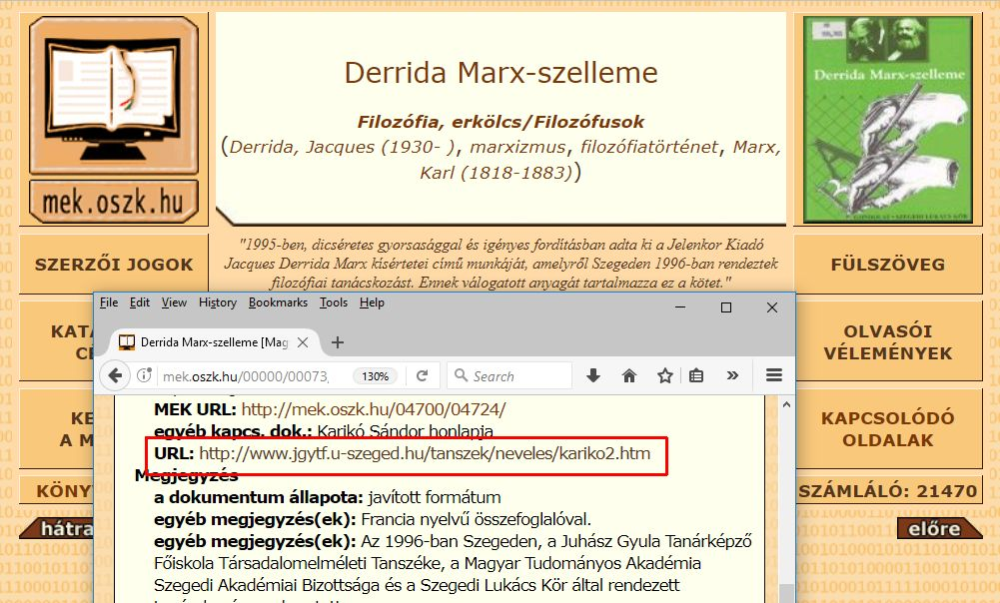 mek.oszk.hu
Derrida Marx-szelleme
Filozófia, erkölcs/Filozófusok
(Derrida, Jacques (1930- ), marxizmus, filozófiatörténet, Marx,
Karl (1818-1883))
Derrida Marx-szelleme
"1995-ben, dicséretes gyorsasággal és igényes fordításban adta ki a Jelenkor Kiadó
Jacques Derrida Marx kísértetei című munkáját, amelyről Szegeden 1996-ban rendeztek
filozófiai tanácskozást. Ennek válogatott anyagát tartalmazza ez a kötet."
SZERZŐI JOGOK
KATA
C
KE
A M
KÖNY
hátra
FÜLSZÖVEG
OLVASÓI
VÉLEMÉNYEK
KAPCSOLÓDÓ
OLDALAK
SZÁMLÁLÓ: 21470
előre
File Edit View History Bookmarks Tools Help
Derrida Marx-szelleme [Mag
mek.oszk.hu/00000/00073, 130% Search
MEK URL: http://mek.oszk.hu/04700/04724/
egyéb kapcs. dok.: Karikó Sándor honlapja
URL: http://www.jgytf.u-szeged.hu/tanszek/neveles/kariko2.htm
Megjegyzés
a dokumentum állapota: javított formátum
egyéb megjegyzés(ek): Francia nyelvű összefoglalóval.
egyéb megjegyzés(ek): Az 1996-ban Szegeden, a Juhász Gyula Tanárképző
Főiskola Társadalomelméleti Tanszéke, a Magyar Tudományos Akadémia
Szegedi Akadémiai Bizottsága és a Szegedi Lukács Kör által rendezett